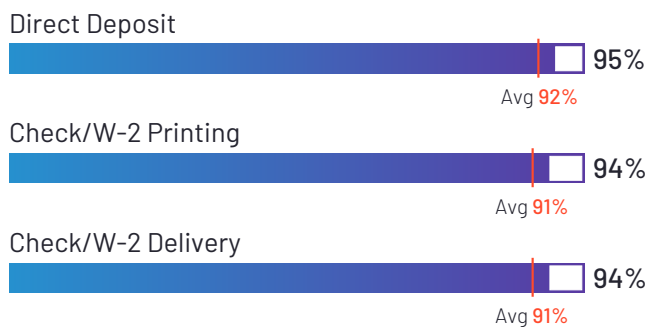 Direct Deposit
95%
Avg 92%
Check/W-2 Printing
94%
Avg 91%
Check/W-2 Delivery
94%
Avg 91%